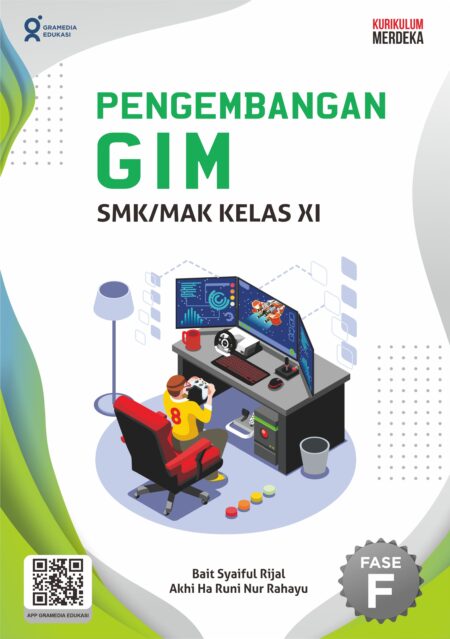 GRAMEDIA
EDUKASI
KURIKULUM
MERDEKA
PENGEMBANGAN
GIM
SMK/MAK KELAS XI
8
Bait Syaiful Rijal
Akhi Ha Runi Nur Rahayu
APP GRAMEDIA EDUKASI
FASE
F